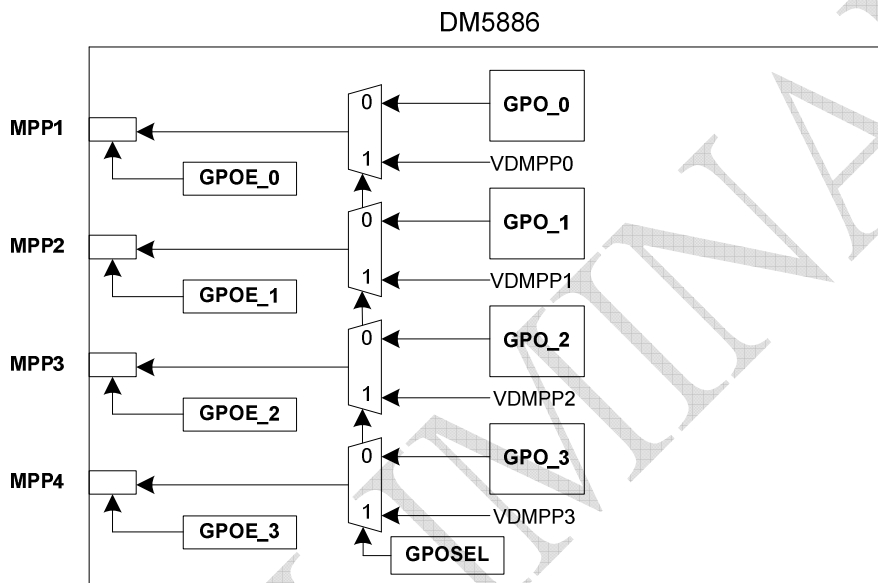 DM5886
MPP1
0
GPO_0
1
VDMPP0
GPOE_0
MPP2
0
GPO_1
1
VDMPP1
GPOE_1
MPP3
0
GPO_2
1
VDMPP2
GPOE_2
MPP4
0
GPO_3
1
VDMPP3
GPOE_3
GPOSEL